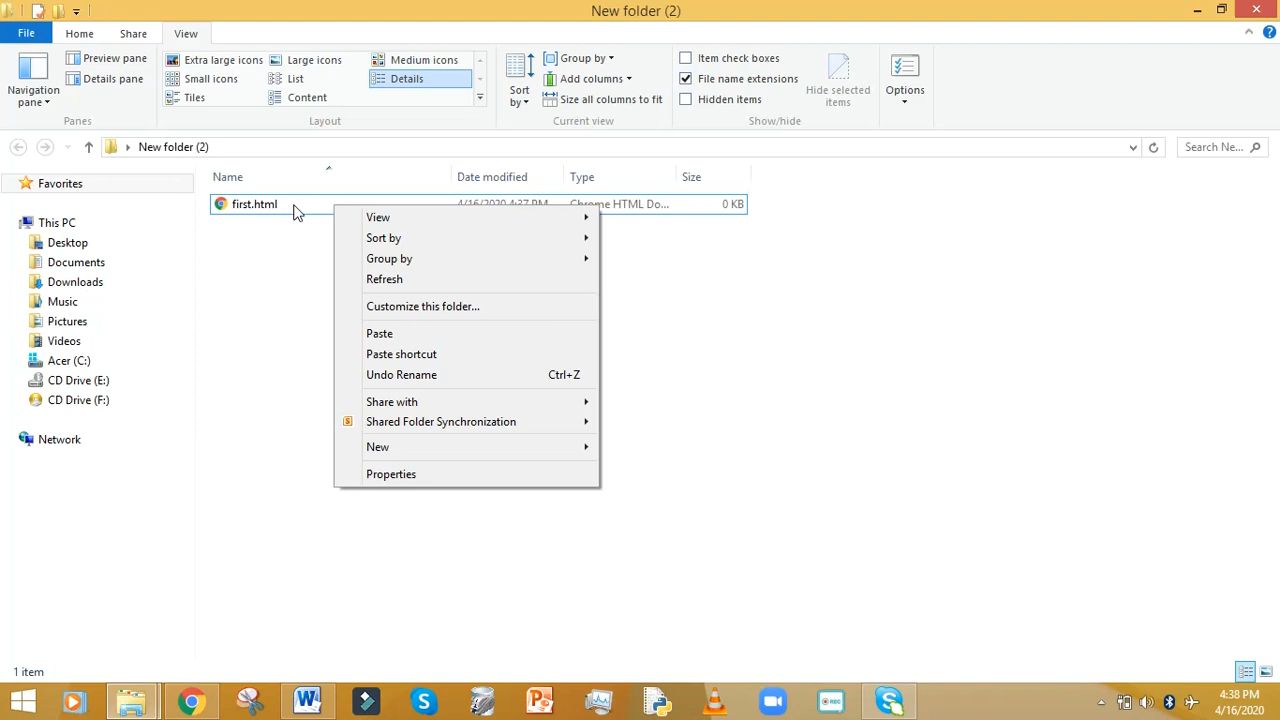 New folder (2)
File Home Share View
Navigation pane
Preview pane
Details pane
Panes
Extra large icons Large icons Medium icons
Small icons List Details
Tiles Content
Layout
Sort by
Group by
Add columns
Size all columns to fit
Current view
Item check boxes
File name extensions
Hidden items
Hide selected items
Show/hide
Options
New folder (2) Search Ne...
Favorites
This PC
Desktop
Documents
Downloads
Music
Pictures
Videos
Acer (C:)
CD Drive (E:)
CD Drive (F:)
Network
Name Date modified Type Size
first.html 4/16/2020 4:37 PM Chrome HTML Do... 0 KB
View
Sort by
Group by
Refresh
Customize this folder...
Paste
Paste shortcut
Undo Rename Ctrl+Z
Share with
S Shared Folder Synchronization
New
Properties
1 item
4:38 PM
4/16/2020